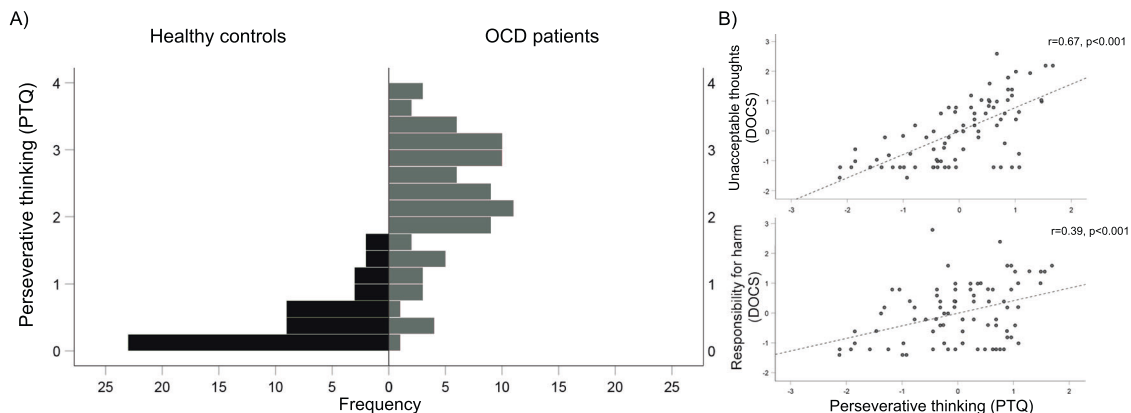 A)
Healthy controls
OCD patients
Perseverative thinking (PTQ)
4
3
2
1
0
4
3
2
1
0
25 20 15 10 5 0 5 10 15 20 25
Frequency
B)
Unacceptable thoughts
(DOCS)
r=0.67, p<0.001
3
2
1
0
-1
-2
-3 -2 -1 0 1 2
Responsibility for harm
(DOCS)
r=0.39, p<0.001
3
2
1
0
-1
-2
-3 -2 -1 0 1 2
Perseverative thinking (PTQ)